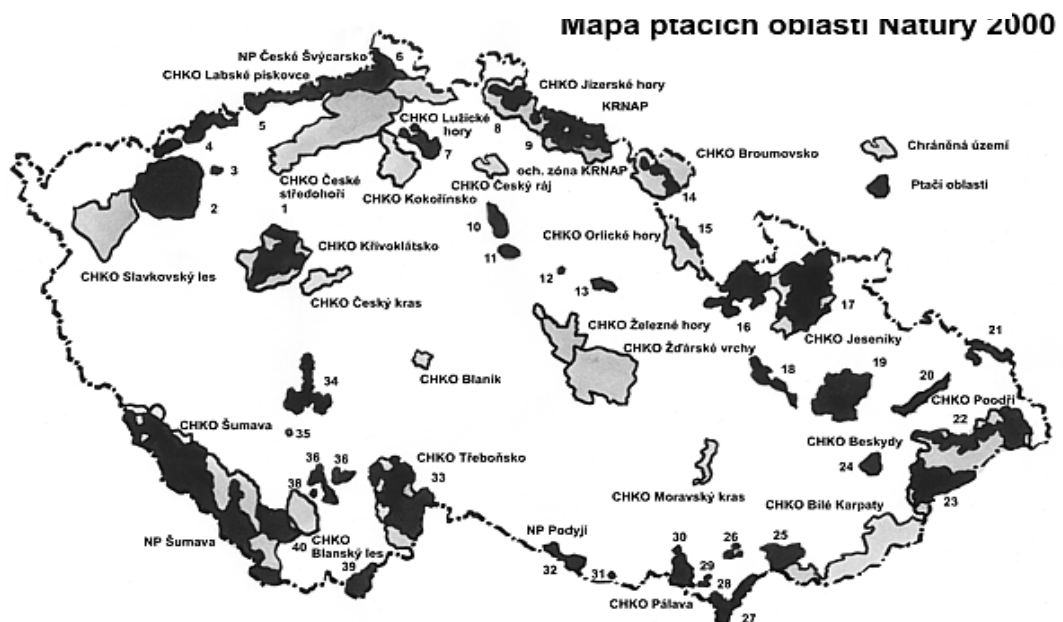 Mapa ptačích oblastí Natury 2000
NP České Švýcarsko
6
CHKO Labské pískovce
CHKO Jizerské hory
KRNAP
5
4
CHKO Lužické
hory
8
9
7
3
2
CHKO České
středohoří
1
och. zóna KRNAP
CHKO Český ráj
CHKO Kokořínsko
CHKO Broumovsko
14
Chráněná území
Ptačí oblasti
10
11
CHKO Orlické hory
15
CHKO Křivoklátsko
CHKO Slavkovský les
CHKO Český kras
12
13
16
17
CHKO Železné hory
CHKO Žďárské vrchy
CHKO Jeseníky
21
CHKO Blaník
18
19
20
34
CHKO Poodří
22
CHKO Šumava
35
CHKO Beskydy
24
36
36
38
CHKO Třeboňsko
33
CHKO Moravský kras
CHKO Bílé Karpaty
23
NP Šumava
40
CHKO
Blanský les
39
NP Podyjí
32
31
30
29
28
26
25
CHKO Pálava
27